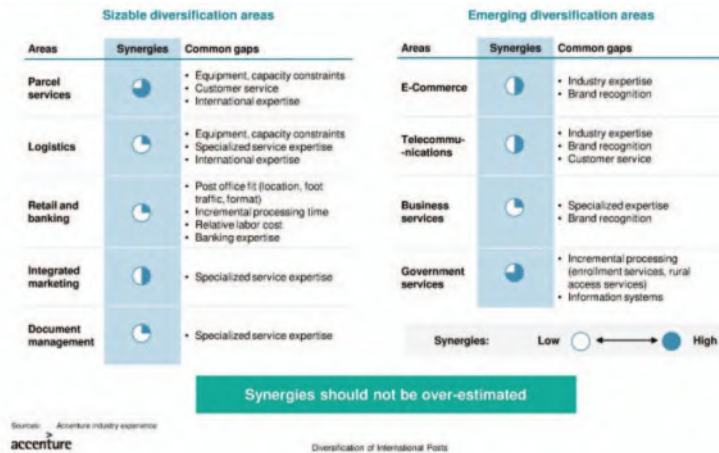 Sizable diversification areas
Areas Synergies Common gaps
Parcel
services
• Equipment, capacity constraints
• Customer service
• International expertise
Logistics
• Equipment, capacity constraints
• Specialized service expertise
• International expertise
Retail and
banking
• Post office fit (location, foot
traffic, format)
• Incremental processing time
• Relative labor cost
• Banking expertise
Integrated
marketing
• Specialized service expertise
Document
management
• Specialized service expertise
Emerging diversification areas
Areas Synergies Common gaps
E-Commerce
• Industry expertise
• Brand recognition
Telecommu-
-nications
• Industry expertise
• Brand recognition
• Customer service
Business
services
• Specialized expertise
• Brand recognition
Government
services
• Incremental processing
(enrollment services, rural
access services)
• Information systems
Synergies: Low High
Synergies should not be over-estimated
Sources: Accenture industry experience
accenture
Diversification of International Posts